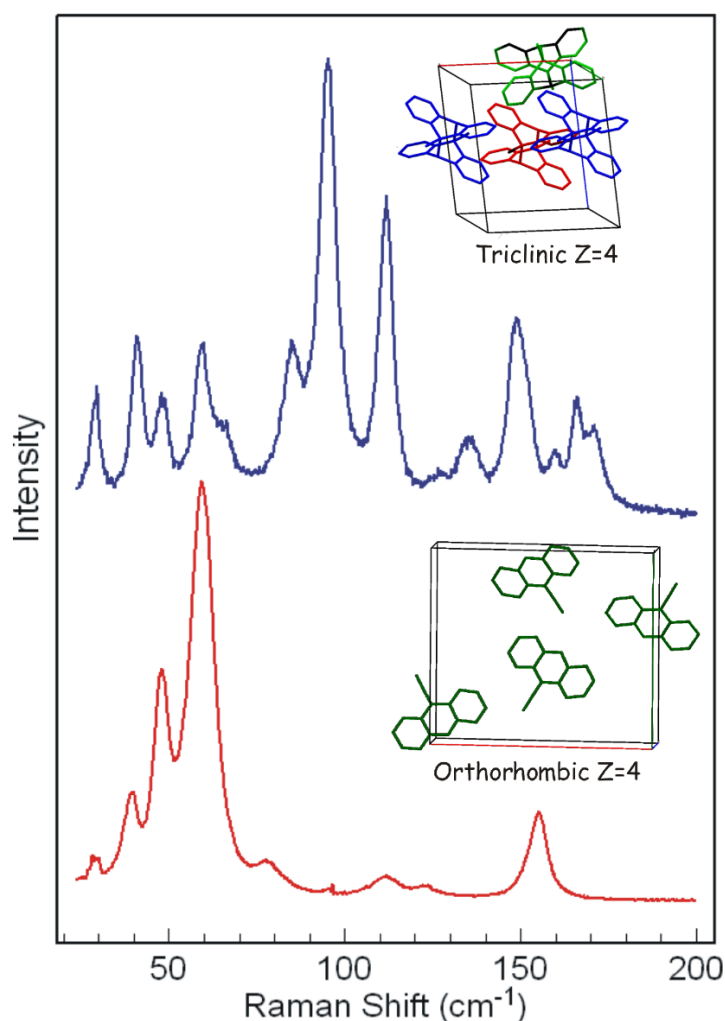 Triclinic Z=4
Intensity
Orthorhombic Z=4
50
100
150
200
Raman Shift (cm⁻¹)